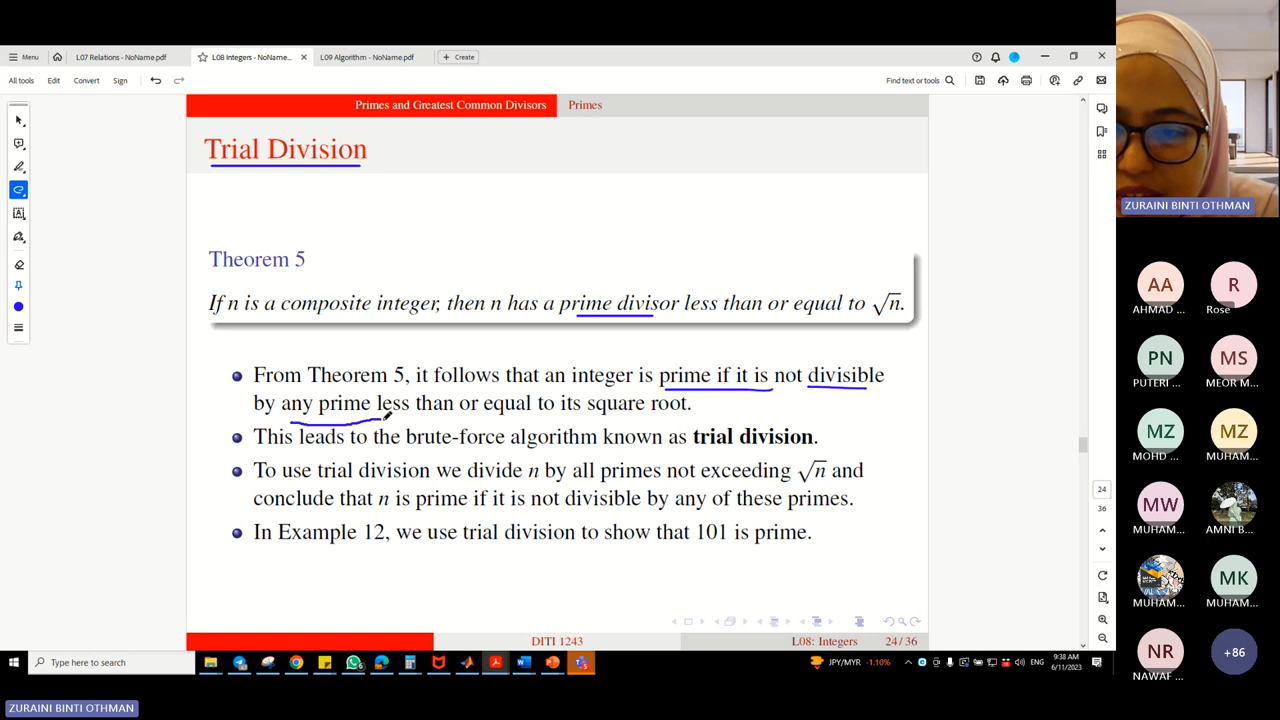 Menu
L07 Relations - NoName.pdf
L08 Integers - NoName...
L09 Algorithm - NoName.pdf
Create
All tools
Edit
Convert
Sign
Find text or tools
Primes and Greatest Common Divisors
Primes
Trial Division
Theorem 5
If n is a composite integer, then n has a prime divisor less than or equal to √n.
From Theorem 5, it follows that an integer is prime if it is not divisible
by any prime less than or equal to its square root.
This leads to the brute-force algorithm known as trial division.
To use trial division we divide n by all primes not exceeding √n and
conclude that n is prime if it is not divisible by any of these primes.
In Example 12, we use trial division to show that 101 is prime.
DITI 1243
L08: Integers
24 / 36
24
36
Type here to search
JPY/MYR -1.10%
ENG
9:38 AM
6/11/2023
ZURAINI BINTI OTHMAN
AA
AHMAD ...
R
Rose
PN
PUTERI ...
MS
MEOR M...
MZ
MOHD ...
MZ
MUHAM...
MW
MUHAM...
AMNI B...
MUHAM...
MK
MUHAM...
NR
NAWAF ...
+86
ZURAINI BINTI OTHMAN